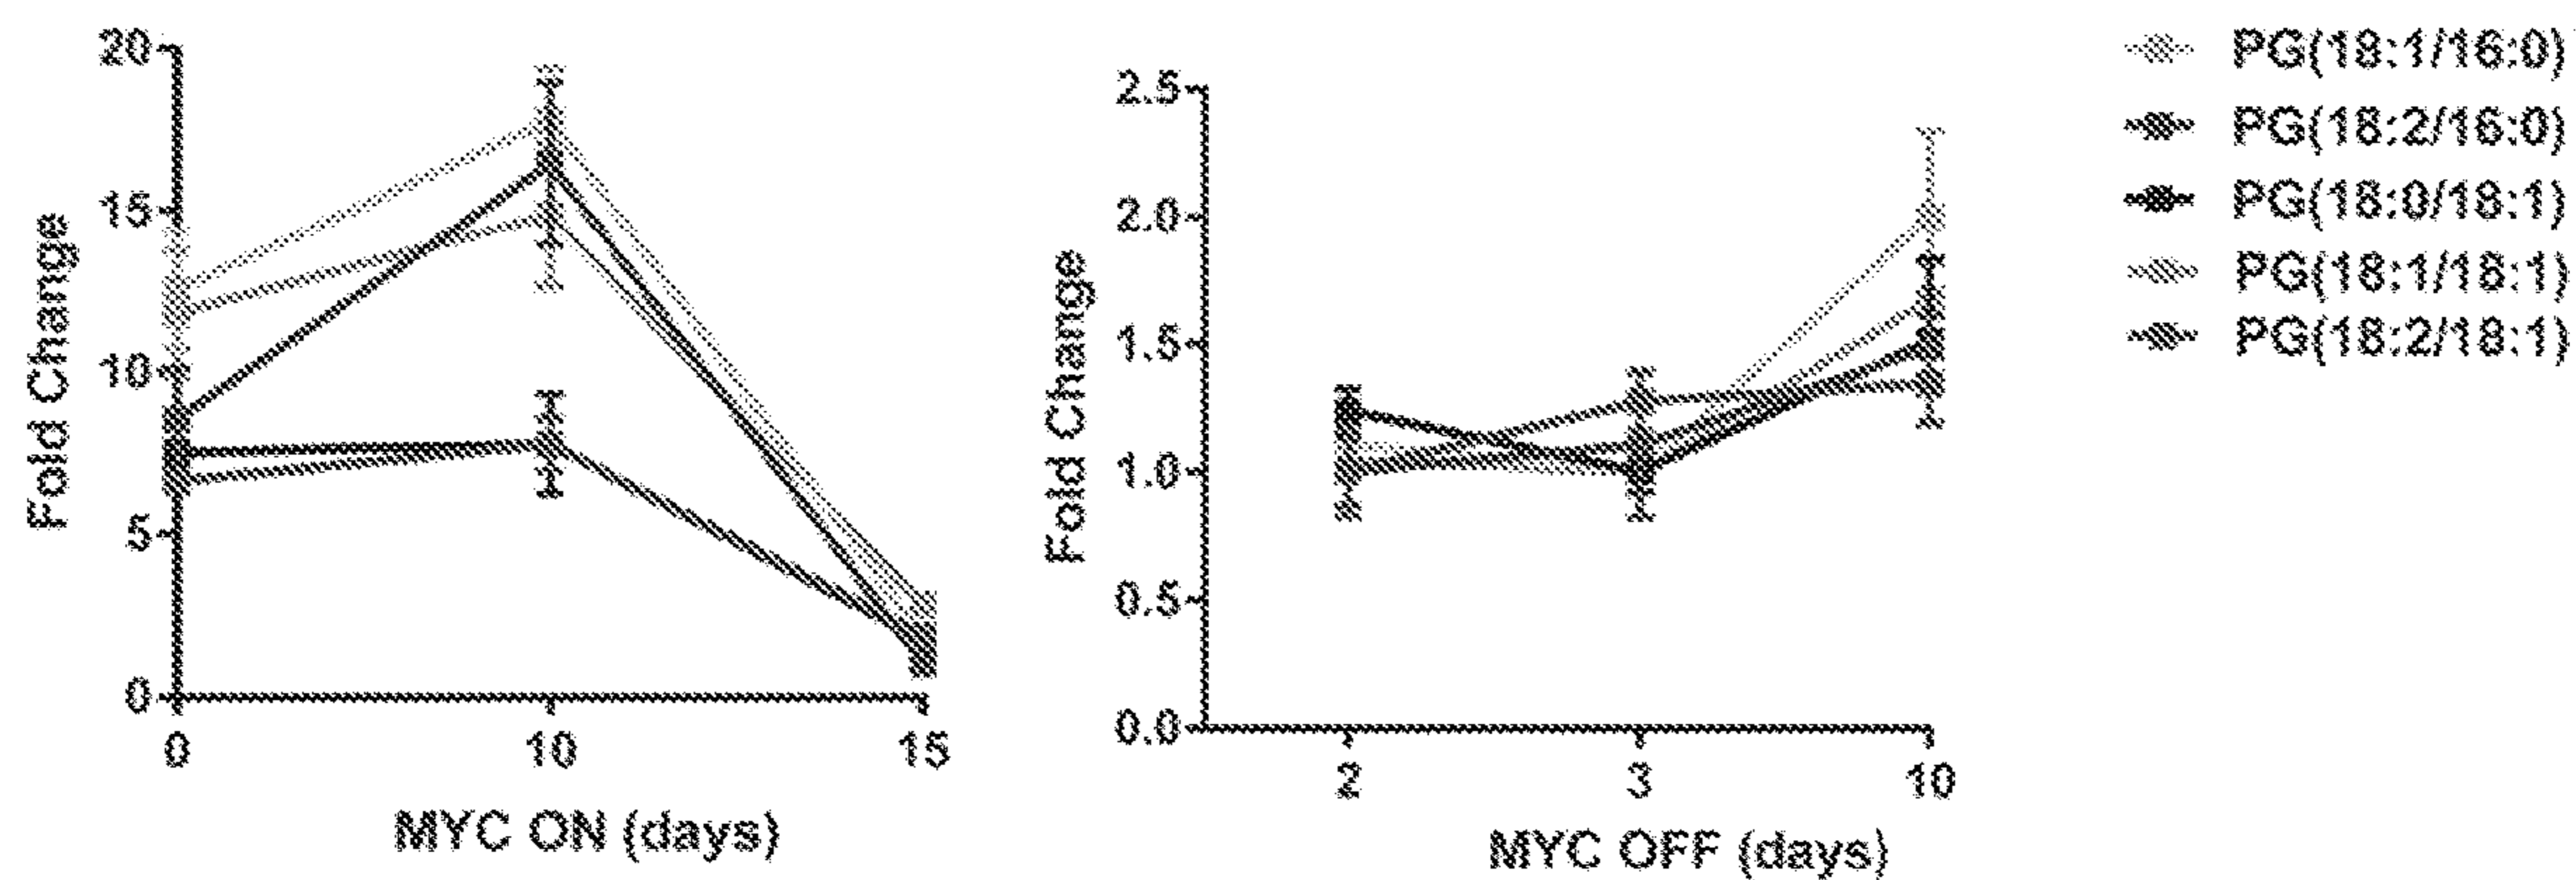 20
15
10
5
0
Fold Change
0 10 15
MYC ON (days)
2.5
2.0
1.5
1.0
0.5
0.0
Fold Change
2 3 10
MYC OFF (days)
PG(18:1/16:0)
PG(18:2/16:0)
PG(18:0/18:1)
PG(18:1/18:1)
PG(18:2/18:1)